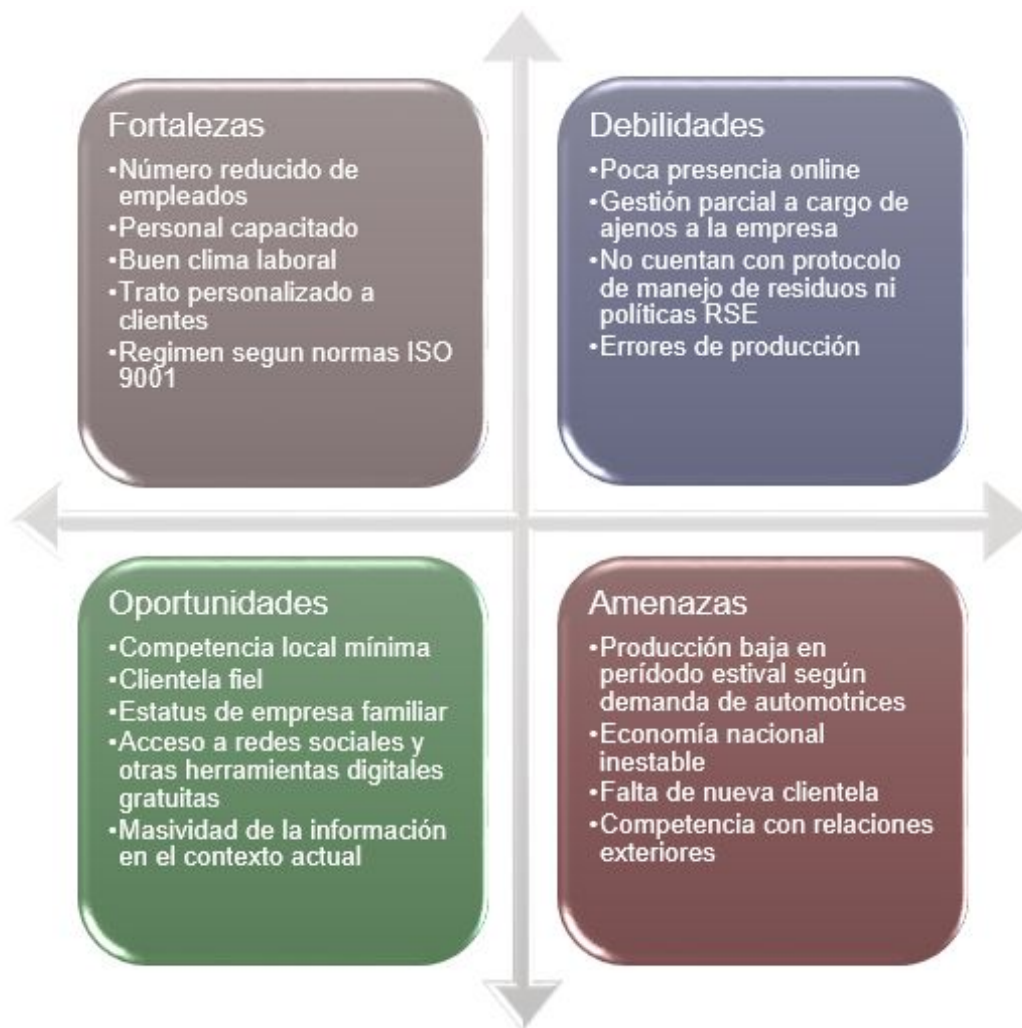 Fortalezas
•Número reducido de
empleados
•Personal capacitado
•Buen clima laboral
•Trato personalizado a
clientes
•Regimen segun normas ISO
9001
Debilidades
•Poca presencia online
•Gestión parcial a cargo de
ajenos a la empresa
•No cuentan con protocolo
de manejo de residuos ni
políticas RSE
•Errores de producción
Oportunidades
•Competencia local mínima
•Clientela fiel
•Estatus de empresa familiar
•Acceso a redes sociales y
otras herramientas digitales
gratuitas
•Masividad de la información
en el contexto actual
Amenazas
•Producción baja en
perídodo estival según
demanda de automotrices
•Economía nacional
inestable
•Falta de nueva clientela
•Competencia con relaciones
exteriores